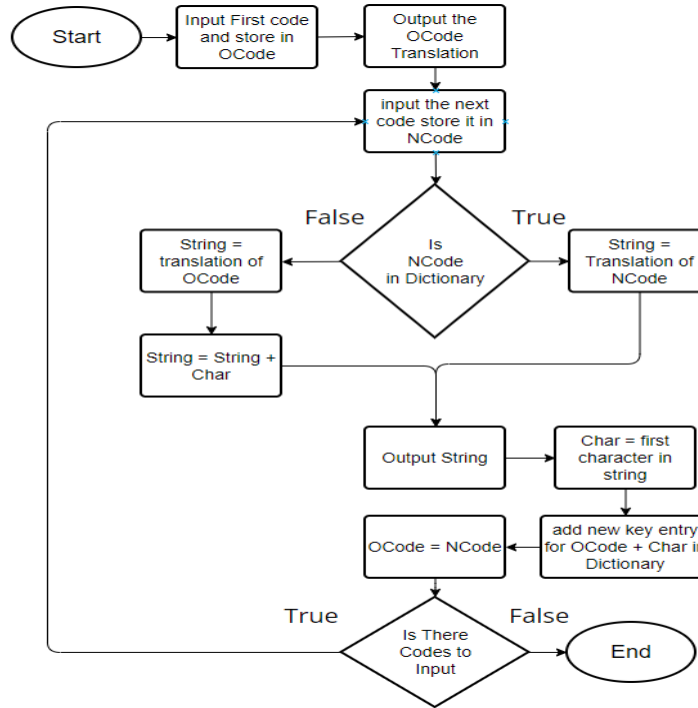 Start
Input First code
and store in
OCode
Output the
OCode
Translation
input the next
code store it in
NCode
False
True
Is
NCode
in Dictionary
String =
translation of
OCode
String =
Translation of
NCode
String = String +
Char
Output String
Char = first
character in
string
OCode = NCode
add new key entry
for OCode + Char in
Dictionary
True
False
Is There
Codes to
Input
End